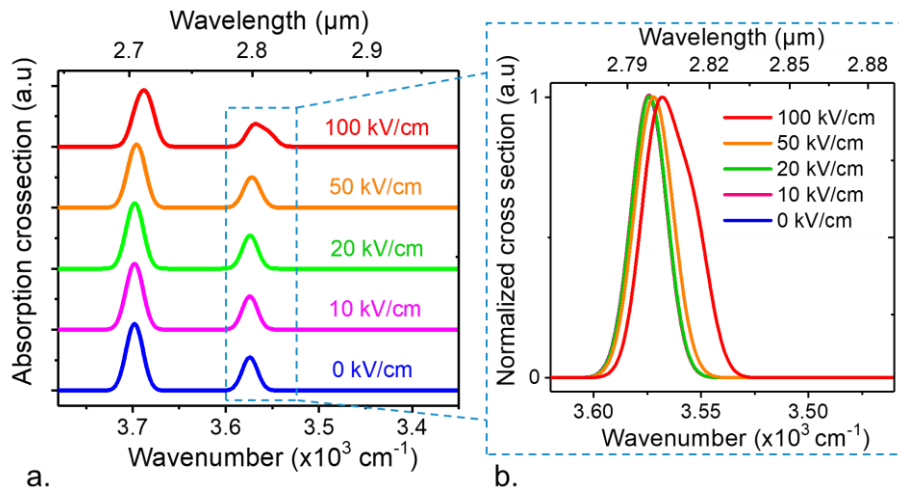 Wavelength (µm)
2.7 2.8 2.9
Absorption crossection (a.u)
100 kV/cm
50 kV/cm
20 kV/cm
10 kV/cm
0 kV/cm
3.7 3.6 3.5 3.4
Wavenumber (x10³ cm⁻¹)
a.
Wavelength (µm)
2.79 2.82 2.85 2.88
Normalized cross section (a.u)
1
0
100 kV/cm
50 kV/cm
20 kV/cm
10 kV/cm
0 kV/cm
3.60 3.55 3.50
Wavenumber (x10³ cm⁻¹)
b.